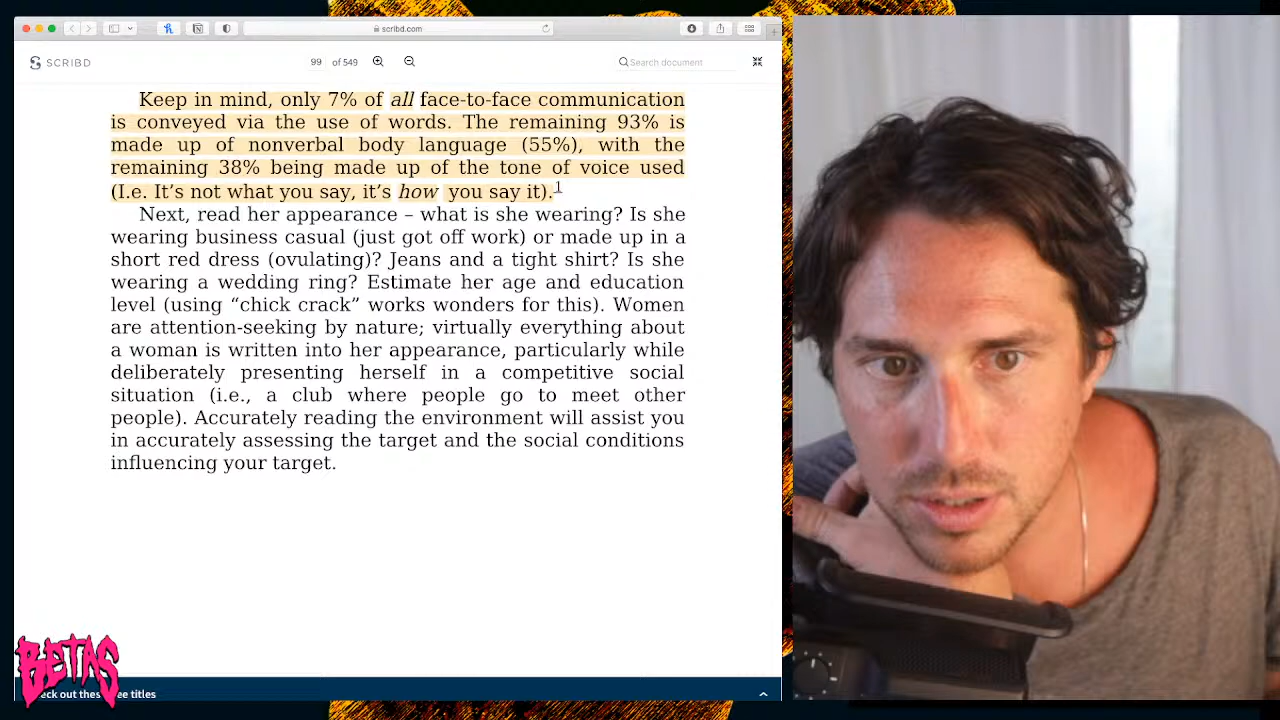 scribd.com
SCRIBD
99 of 549
Search document
Keep in mind, only 7% of all face-to-face communication
is conveyed via the use of words. The remaining 93% is
made up of nonverbal body language (55%), with the
remaining 38% being made up of the tone of voice used
(I.e. It’s not what you say, it’s how you say it).1
Next, read her appearance – what is she wearing? Is she
wearing business casual (just got off work) or made up in a
short red dress (ovulating)? Jeans and a tight shirt? Is she
wearing a wedding ring? Estimate her age and education
level (using “chick crack” works wonders for this). Women
are attention-seeking by nature; virtually everything about
a woman is written into her appearance, particularly while
deliberately presenting herself in a competitive social
situation (i.e., a club where people go to meet other
people). Accurately reading the environment will assist you
in accurately assessing the target and the social conditions
influencing your target.
BETAS
eck out thes ee titles